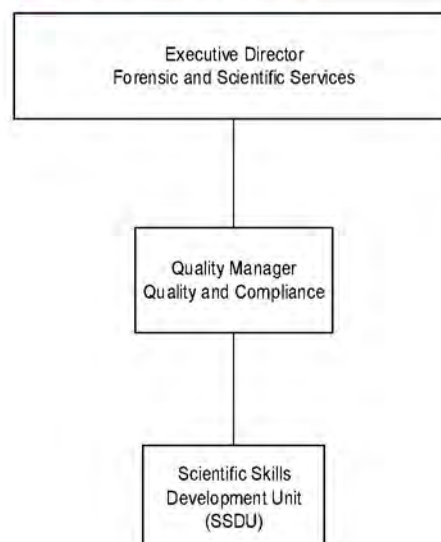 Executive Director
Forensic and Scientific Services
Quality Manager
Quality and Compliance
Scientific Skills
Development Unit
(SSDU)